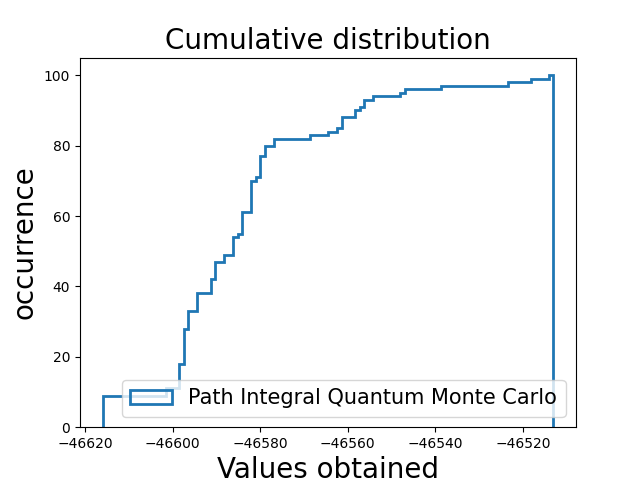 Cumulative distribution
occurrence
100
80
60
40
20
0
Path Integral Quantum Monte Carlo
−46620 −46600 −46580 −46560 −46540 −46520
Values obtained